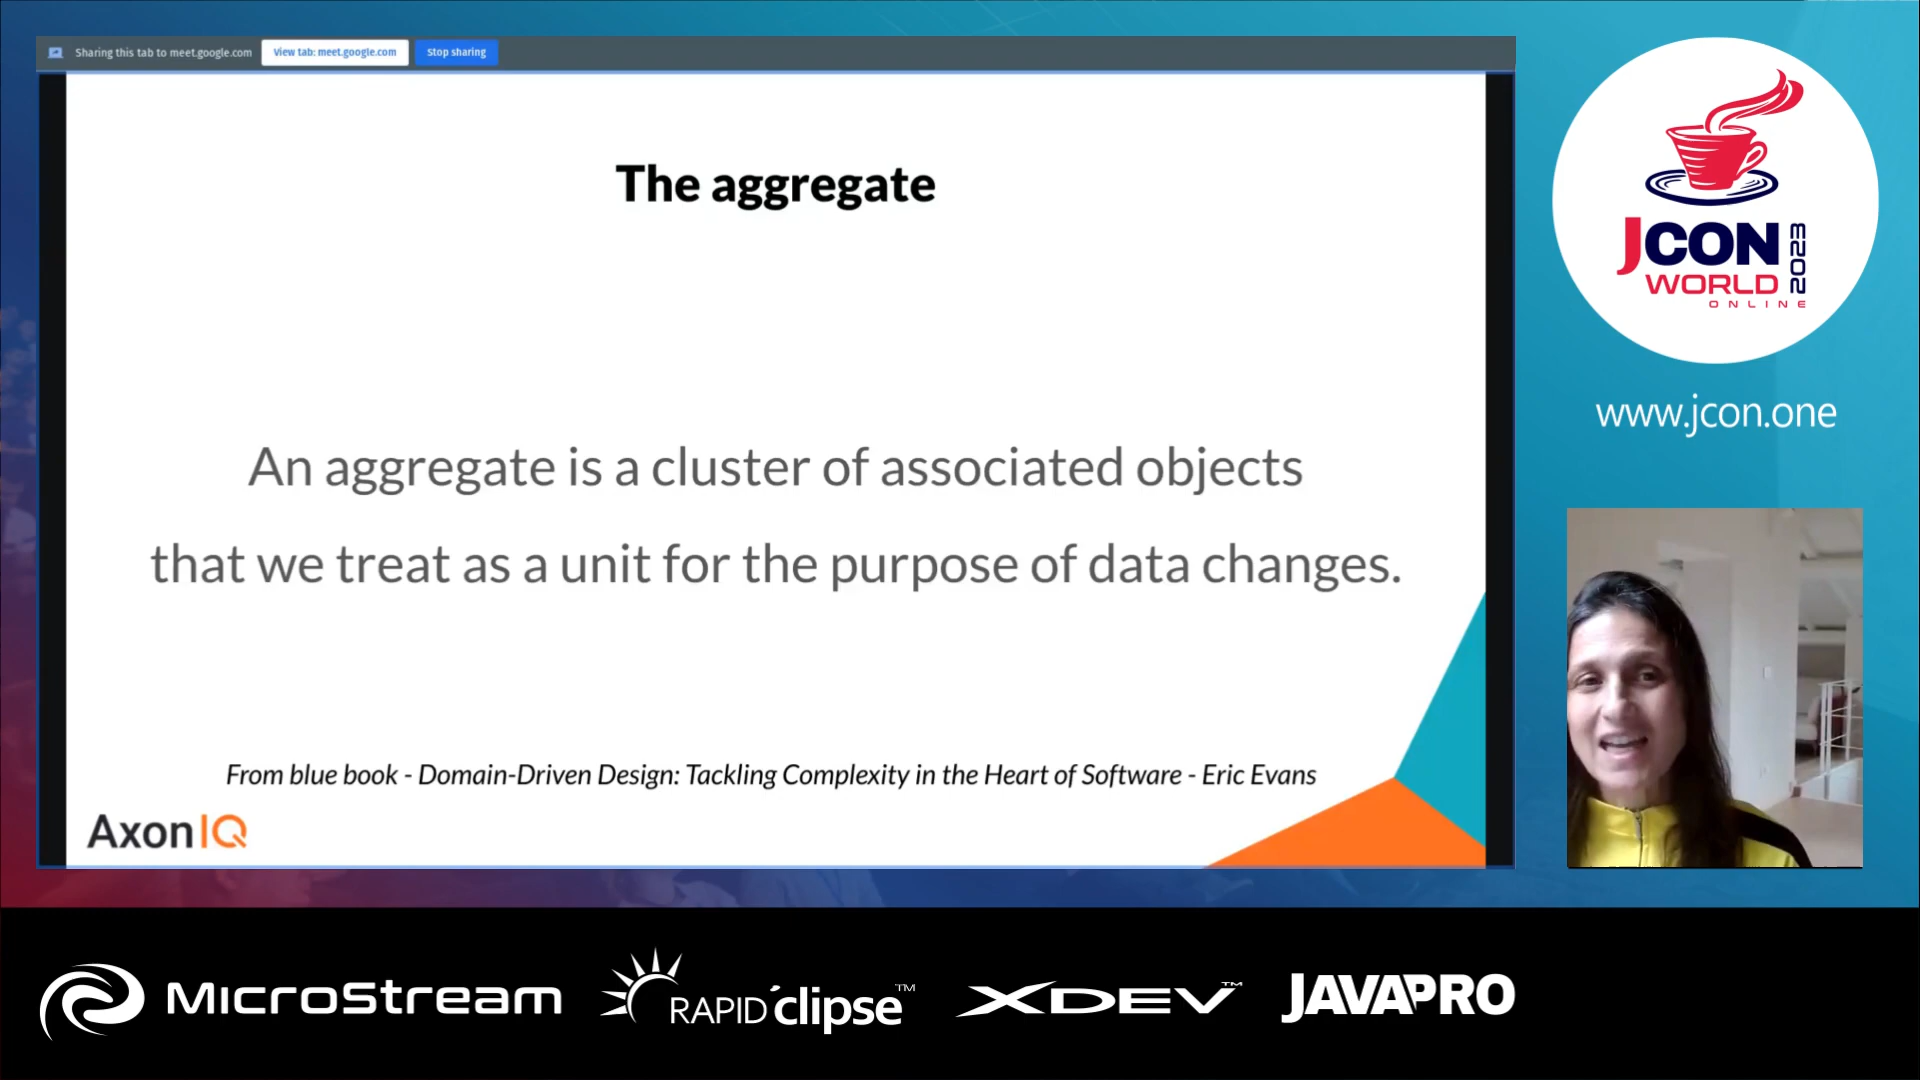 Sharing this tab to meet.google.com View tab: meet.google.com Stop sharing
The aggregate
An aggregate is a cluster of associated objects
that we treat as a unit for the purpose of data changes.
From blue book - Domain-Driven Design: Tackling Complexity in the Heart of Software - Eric Evans
AxonIQ
JCON
WORLD
ONLINE
2023
www.jcon.one
MicroStream RAPID'clipse™ XDEV™ JAVAPRO